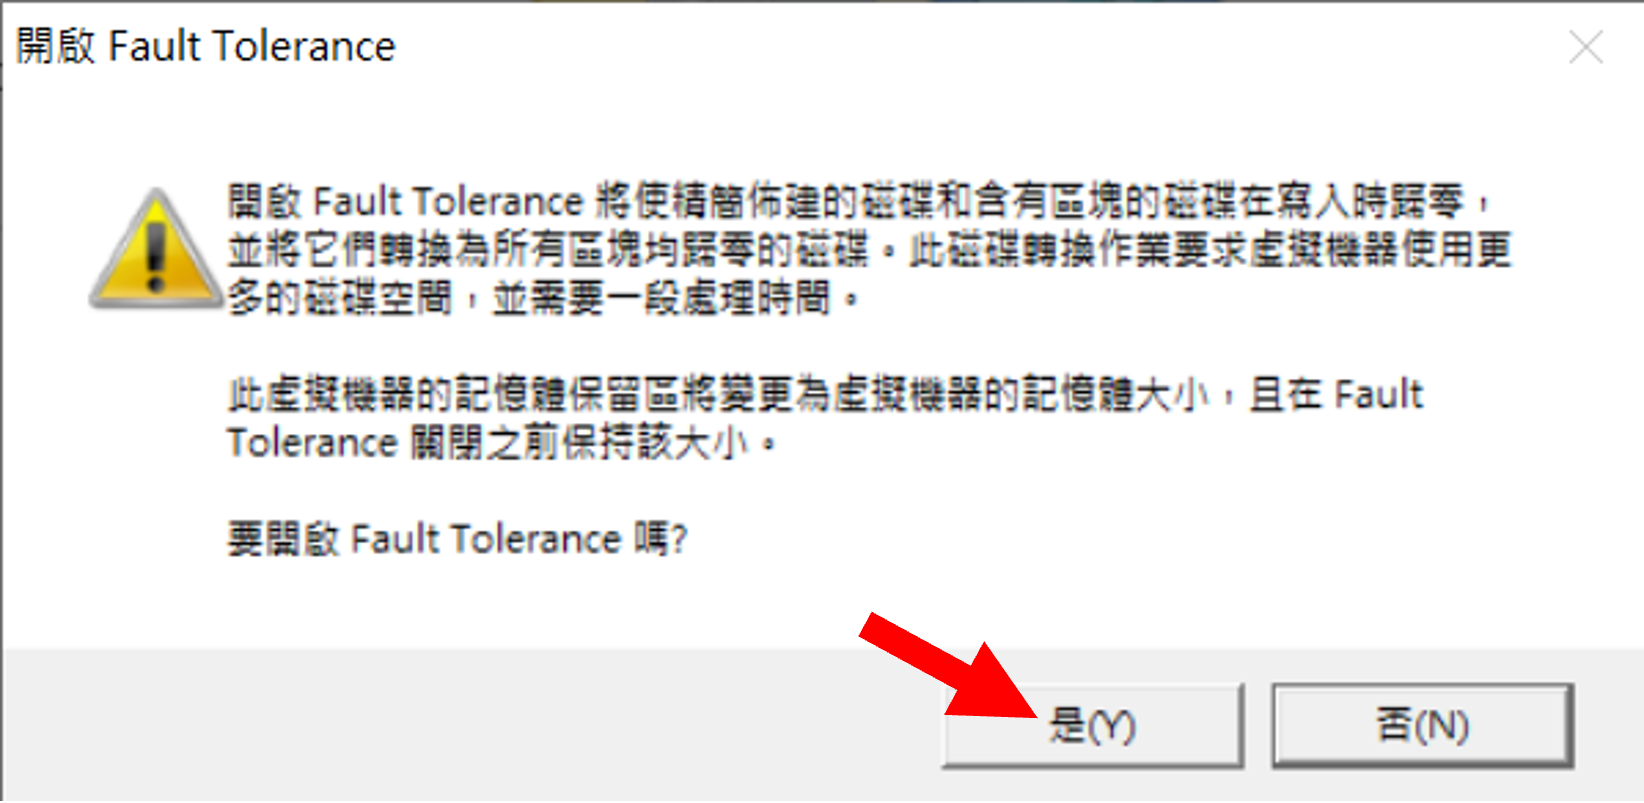 開啟 Fault Tolerance
開啟 Fault Tolerance 將使精簡佈建的磁碟和含有區塊的磁碟在寫入時歸零，
並將它們轉換為所有區塊均歸零的磁碟。此磁碟轉換作業要求虛擬機器使用更
多的磁碟空間，並需要一段處理時間。
此虛擬機器的記憶體保留區將變更為虛擬機器的記憶體大小，且在 Fault
Tolerance 關閉之前保持該大小。
要開啟 Fault Tolerance 嗎?
是(Y)
否(N)